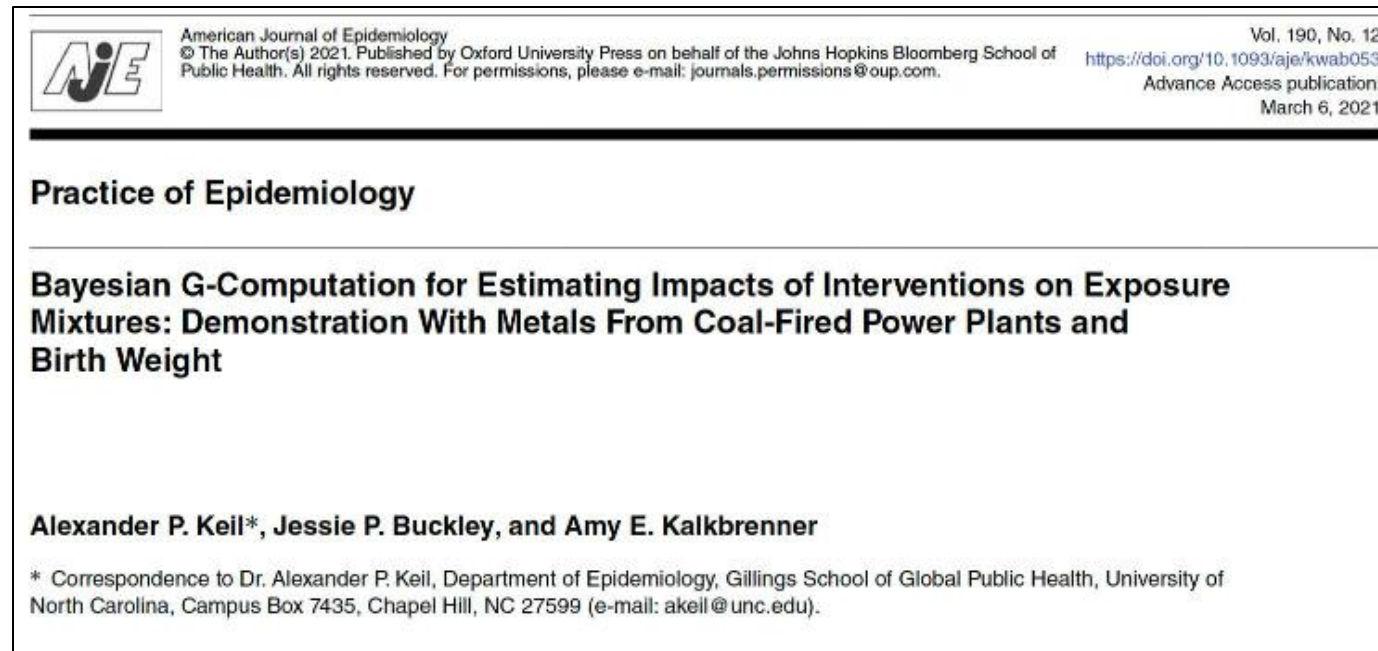 AJE
American Journal of Epidemiology
© The Author(s) 2021. Published by Oxford University Press on behalf of the Johns Hopkins Bloomberg School of
Public Health. All rights reserved. For permissions, please e-mail: journals.permissions@oup.com.
Vol. 190, No. 12
https://doi.org/10.1093/aje/kwab053
Advance Access publication
March 6, 2021
Practice of Epidemiology
Bayesian G-Computation for Estimating Impacts of Interventions on Exposure
Mixtures: Demonstration With Metals From Coal-Fired Power Plants and
Birth Weight
Alexander P. Keil*, Jessie P. Buckley, and Amy E. Kalkbrenner
* Correspondence to Dr. Alexander P. Keil, Department of Epidemiology, Gillings School of Global Public Health, University of
North Carolina, Campus Box 7435, Chapel Hill, NC 27599 (e-mail: akeil@unc.edu).